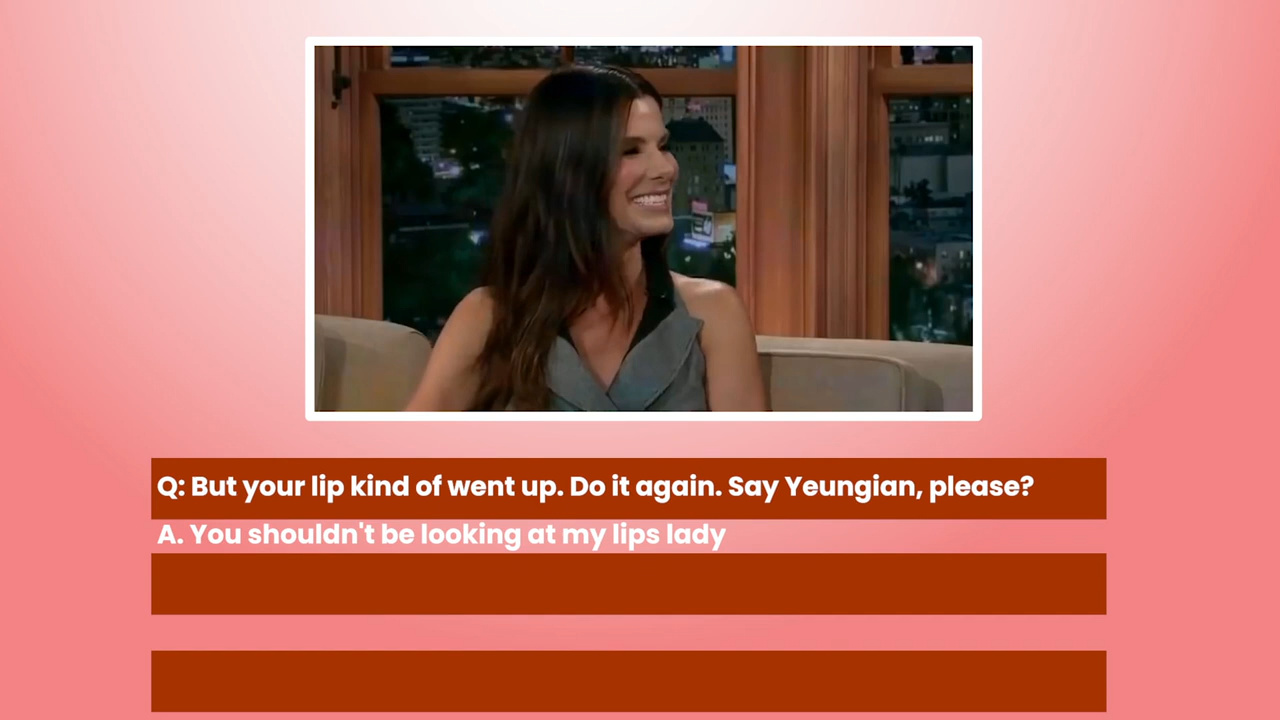 Q: But your lip kind of went up. Do it again. Say Yeungian, please?
A. You shouldn't be looking at my lips lady